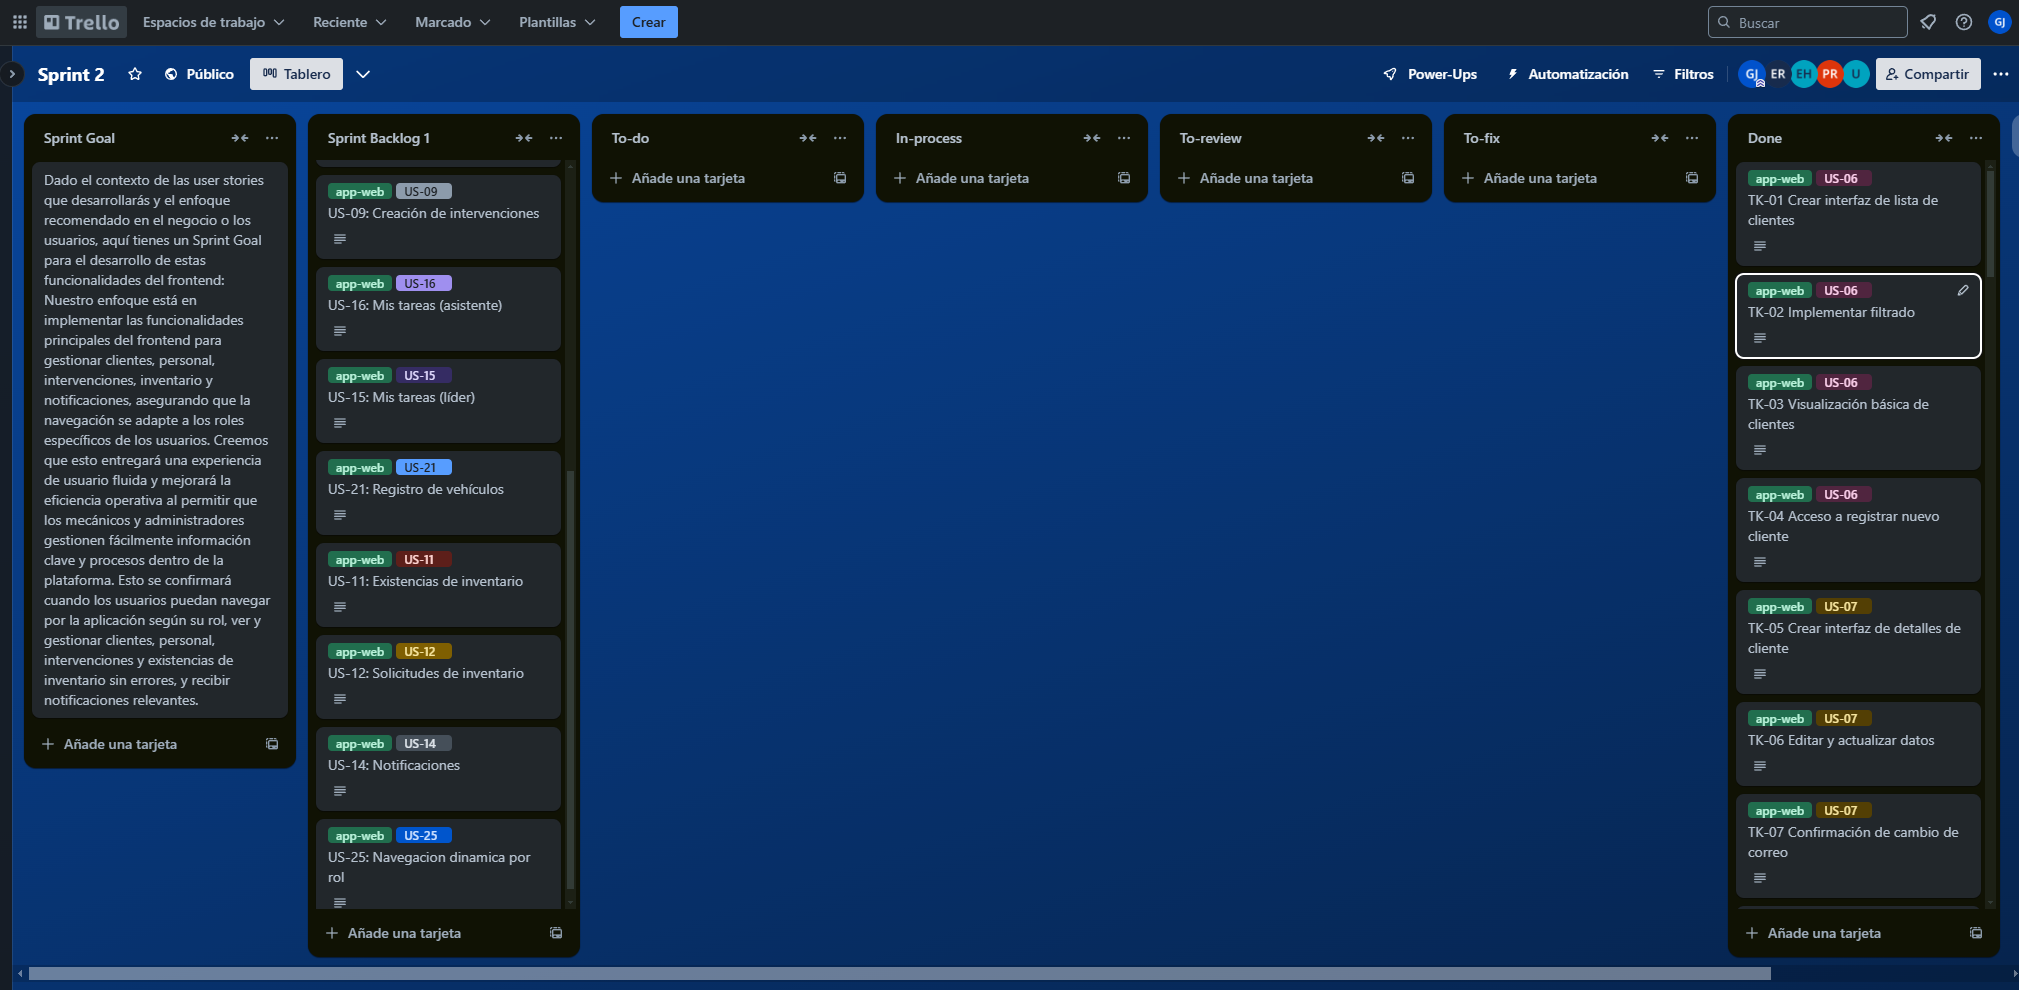 Trello
Espacios de trabajo
Reciente
Marcado
Plantillas
Crear
Buscar
GJ
Sprint 2
Público
Tablero
Power-Ups
Automatización
Filtros
GJ
ER
EH
PR
U
Compartir
Sprint Goal
Dado el contexto de las user stories
que desarrollarás y el enfoque
recomendado en el negocio o los
usuarios, aquí tienes un Sprint Goal
para el desarrollo de estas
funcionalidades del frontend:
Nuestro enfoque está en
implementar las funcionalidades
principales del frontend para
gestionar clientes, personal,
intervenciones, inventario y
notificaciones, asegurando que la
navegación se adapte a los roles
específicos de los usuarios. Creemos
que esto entregará una experiencia
de usuario fluida y mejorará la
eficiencia operativa al permitir que
los mecánicos y administradores
gestionen fácilmente información
clave y procesos dentro de la
plataforma. Esto se confirmará
cuando los usuarios puedan navegar
por la aplicación según su rol, ver y
gestionar clientes, personal,
intervenciones y existencias de
inventario sin errores, y recibir
notificaciones relevantes.
Añade una tarjeta
Sprint Backlog 1
app-web US-09
US-09: Creación de intervenciones
app-web US-16
US-16: Mis tareas (asistente)
app-web US-15
US-15: Mis tareas (líder)
app-web US-21
US-21: Registro de vehículos
app-web US-11
US-11: Existencias de inventario
app-web US-12
US-12: Solicitudes de inventario
app-web US-14
US-14: Notificaciones
app-web US-25
US-25: Navegacion dinamica por
rol
Añade una tarjeta
To-do
Añade una tarjeta
In-process
Añade una tarjeta
To-review
Añade una tarjeta
To-fix
Añade una tarjeta
Done
app-web US-06
TK-01 Crear interfaz de lista de
clientes
app-web US-06
TK-02 Implementar filtrado
app-web US-06
TK-03 Visualización básica de
clientes
app-web US-06
TK-04 Acceso a registrar nuevo
cliente
app-web US-07
TK-05 Crear interfaz de detalles de
cliente
app-web US-07
TK-06 Editar y actualizar datos
app-web US-07
TK-07 Confirmación de cambio de
correo
Añade una tarjeta